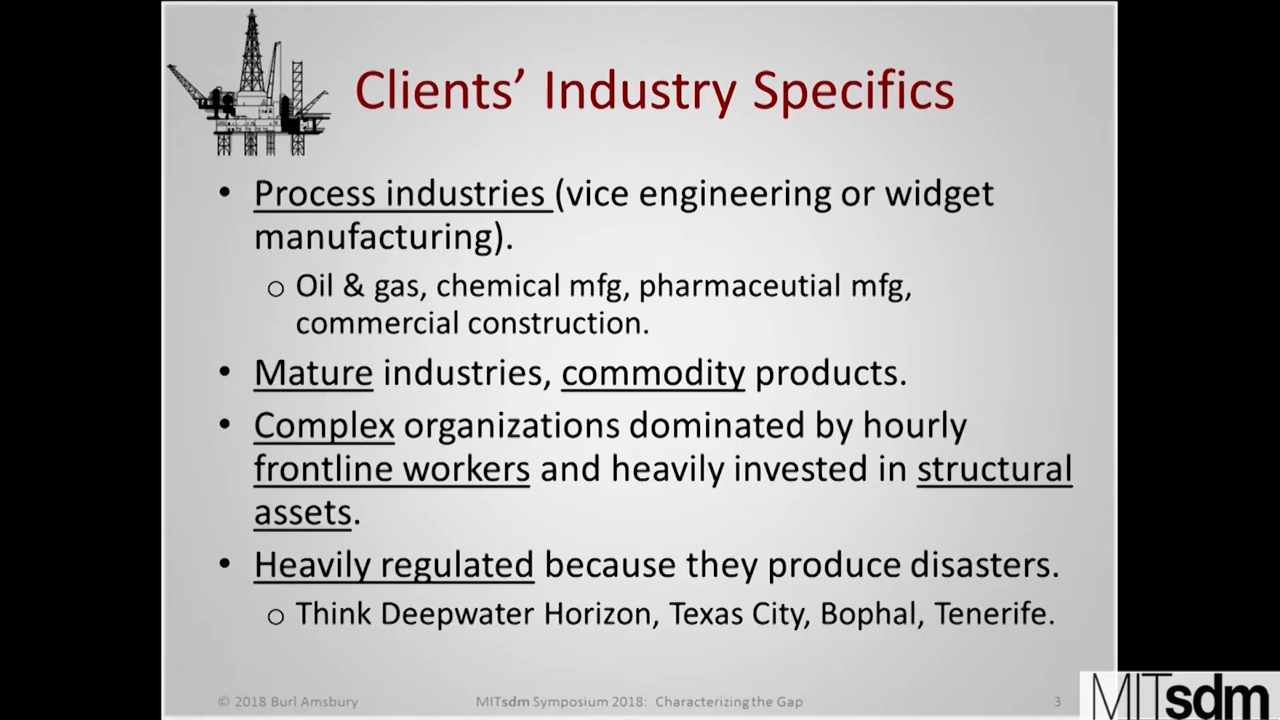 Clients' Industry Specifics
• Process industries (vice engineering or widget
manufacturing).
o Oil & gas, chemical mfg, pharmaceutial mfg,
commercial construction.
• Mature industries, commodity products.
• Complex organizations dominated by hourly
frontline workers and heavily invested in structural
assets.
• Heavily regulated because they produce disasters.
o Think Deepwater Horizon, Texas City, Bophal, Tenerife.
© 2018 Burl Amsbury
MITsdm Symposium 2018: Characterizing the Gap
3
MITsdm